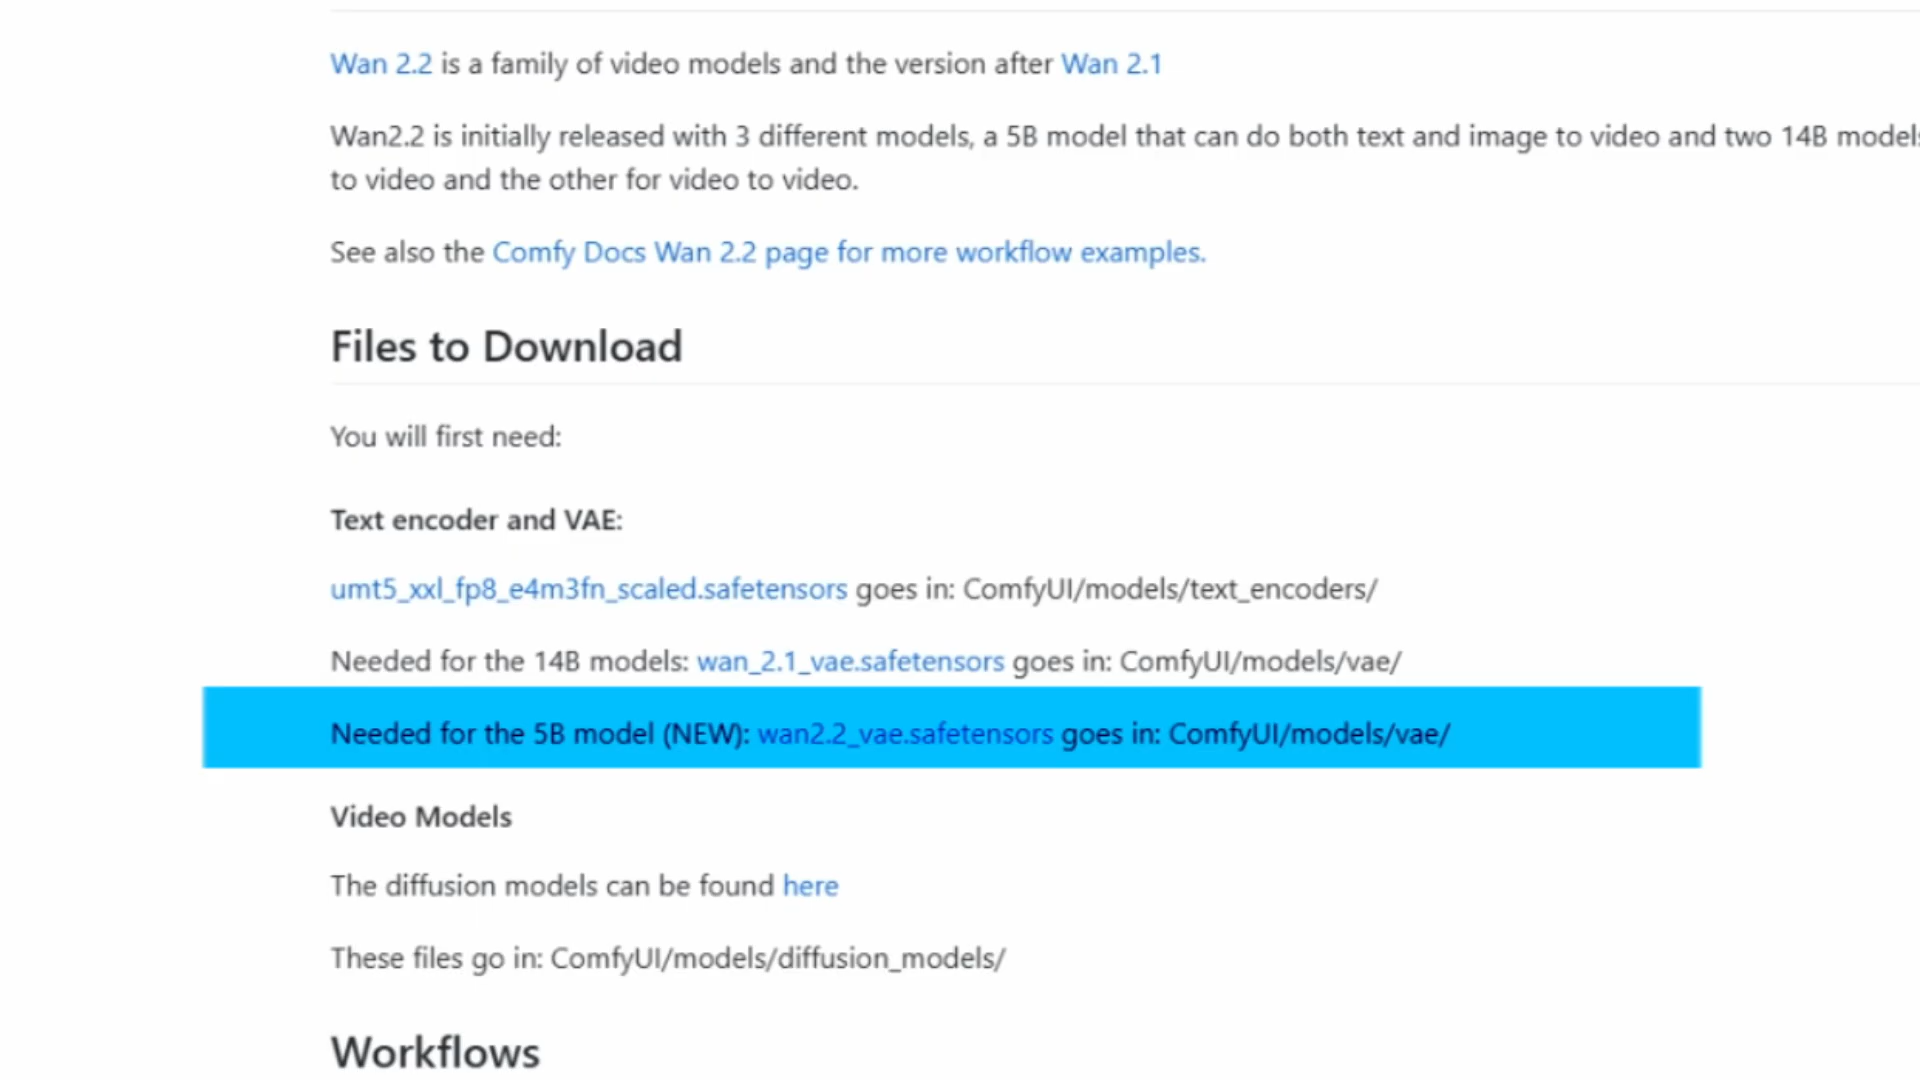 Wan 2.2 is a family of video models and the version after Wan 2.1
Wan2.2 is initially released with 3 different models, a 5B model that can do both text and image to video and two 14B models
to video and the other for video to video.
See also the Comfy Docs Wan 2.2 page for more workflow examples.
Files to Download
You will first need:
Text encoder and VAE:
umt5_xxl_fp8_e4m3fn_scaled.safetensors goes in: ComfyUI/models/text_encoders/
Needed for the 14B models: wan_2.1_vae.safetensors goes in: ComfyUI/models/vae/
Needed for the 5B model (NEW): wan2.2_vae.safetensors goes in: ComfyUI/models/vae/
Video Models
The diffusion models can be found here
These files go in: ComfyUI/models/diffusion_models/
Workflows